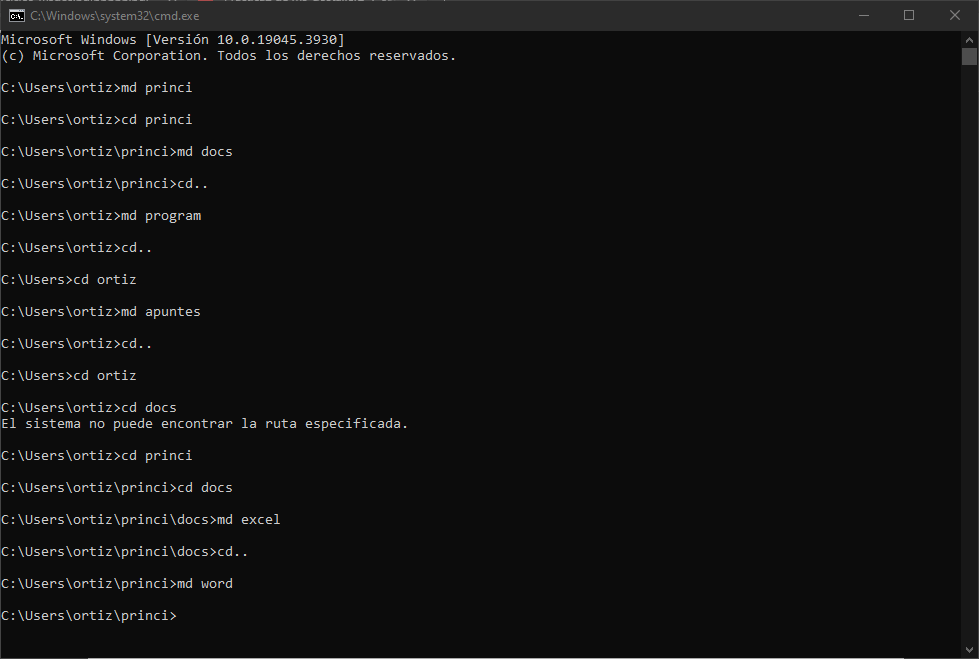 C:\Windows\system32\cmd.exe
Microsoft Windows [Versión 10.0.19045.3930]
(c) Microsoft Corporation. Todos los derechos reservados.
C:\Users\ortiz>md princi
C:\Users\ortiz>cd princi
C:\Users\ortiz\princi>md docs
C:\Users\ortiz\princi>cd..
C:\Users\ortiz>md program
C:\Users\ortiz>cd..
C:\Users>cd ortiz
C:\Users\ortiz>md apuntes
C:\Users\ortiz>cd..
C:\Users>cd ortiz
C:\Users\ortiz>cd docs
El sistema no puede encontrar la ruta especificada.
C:\Users\ortiz>cd princi
C:\Users\ortiz\princi>cd docs
C:\Users\ortiz\princi\docs>md excel
C:\Users\ortiz\princi\docs>cd..
C:\Users\ortiz\princi>md word
C:\Users\ortiz\princi>